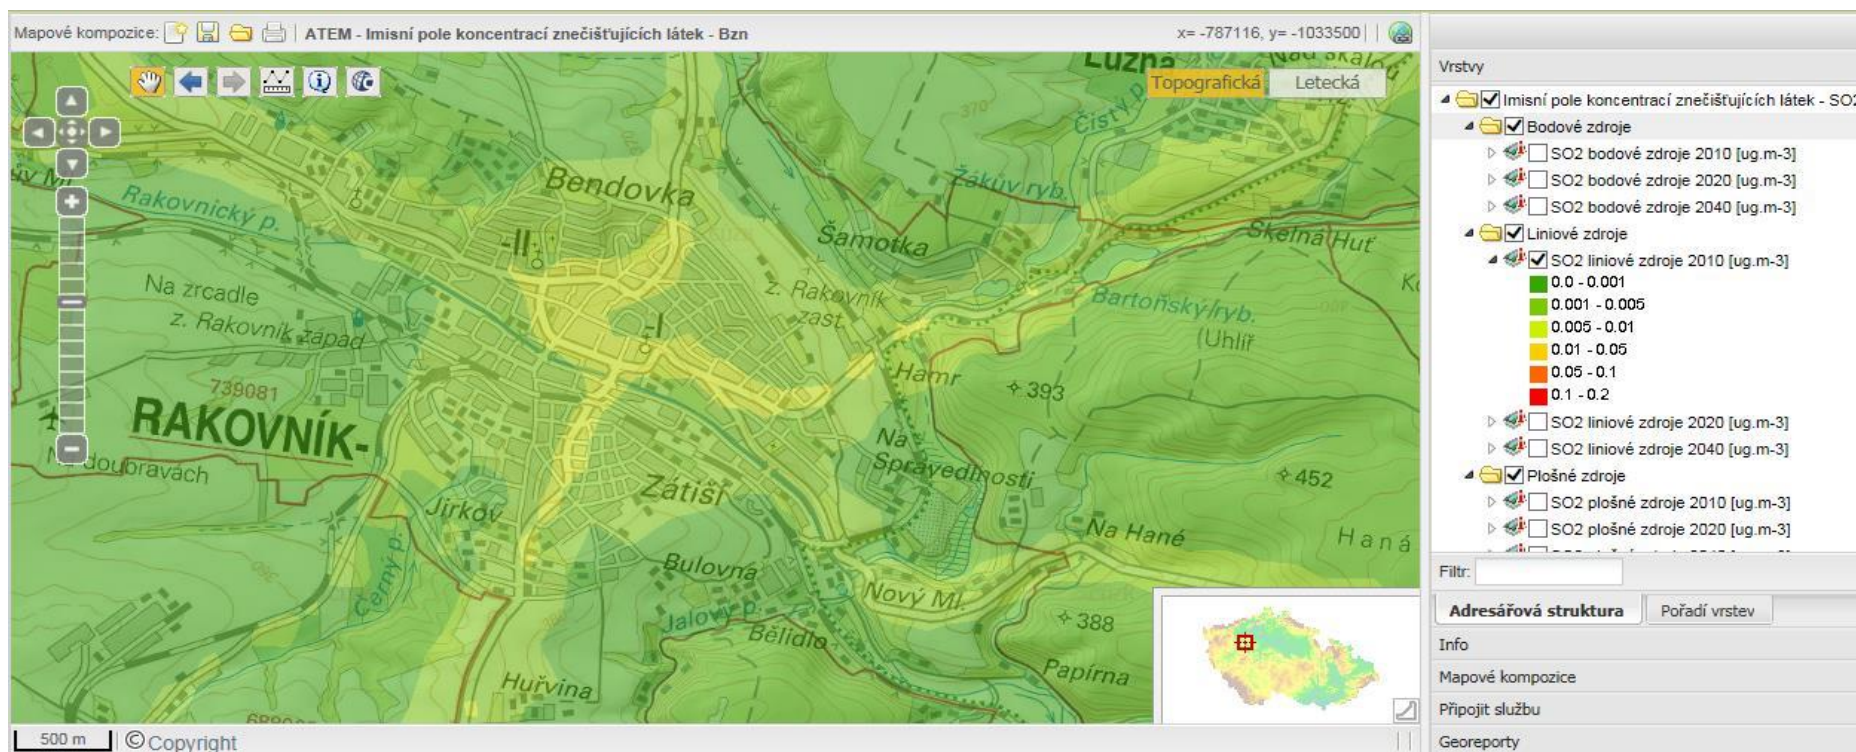 Mapové kompozice: ATEM - Imisní pole koncentrací znečišťujících látek - Bzn
x= -787116, y= -1033500
Topografická
Letecká
Lužná
Nad Skalou
370
Čistý p.
Bendovka
Žákův ryb.
Rakovnický p.
-II
Šamotka
Skelná Huť
Na zrcadle
z. Rakovník západ
z. Rakovník
zast.
Bartoňský ryb.
(Uhlíř
-I
739081
Hamr
393
RAKOVNÍK-
Na doubravách
Na
Spravedlnosti
452
Zátiší
Jirkov
Na Hané
Haná
Černý p.
Bulovna
Nový Ml.
Jalový p.
388
Bělidlo
Papírna
Huřvina
500 m
© Copyright
Vrstvy
Imisní pole koncentrací znečišťujících látek - SO2
Bodové zdroje
SO2 bodové zdroje 2010 [ug.m-3]
SO2 bodové zdroje 2020 [ug.m-3]
SO2 bodové zdroje 2040 [ug.m-3]
Liniové zdroje
SO2 liniové zdroje 2010 [ug.m-3]
0.0 - 0.001
0.001 - 0.005
0.005 - 0.01
0.01 - 0.05
0.05 - 0.1
0.1 - 0.2
SO2 liniové zdroje 2020 [ug.m-3]
SO2 liniové zdroje 2040 [ug.m-3]
Plošné zdroje
SO2 plošné zdroje 2010 [ug.m-3]
SO2 plošné zdroje 2020 [ug.m-3]
Filtr:
Adresářová struktura
Pořadí vrstev
Info
Mapové kompozice
Připojit službu
Georeporty